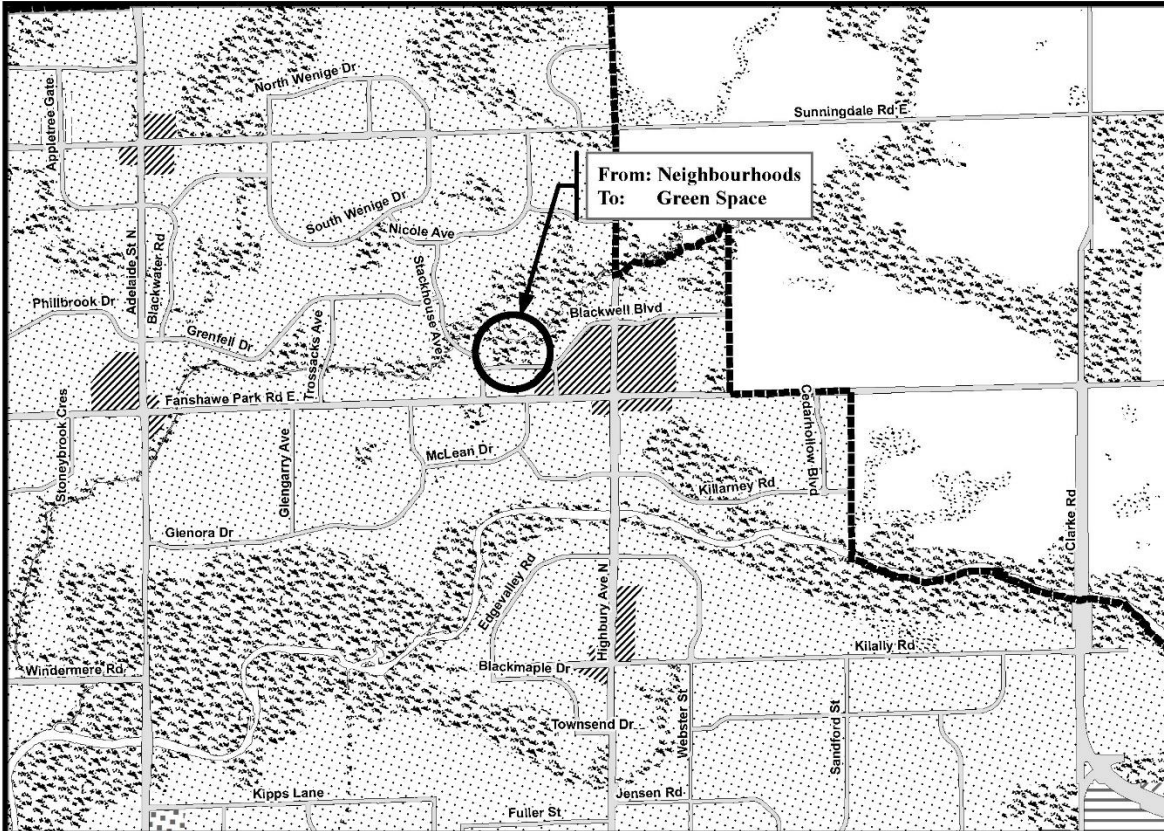 North Wenige Dr
Appletree Gate
Sunningdale Rd E
From: Neighbourhoods
To: Green Space
South Wenige Dr
Nicole Ave
Adelaide St N
Blackwater Rd
Stackhouse Ave
Phillbrook Dr
Blackwell Blvd
Grenfell Dr
Trossacks Ave
Fanshawe Park Rd E
Cedarhollow Blvd
Stoneybrook Cres
Glengarry Ave
McLean Dr
Killarney Rd
Clarke Rd
Glenora Dr
Edgevalley Rd
Highbury Ave N
Kilally Rd
Windermere Rd
Blackmaple Dr
Webster St
Sandford St
Townsend Dr
Kipps Lane
Jensen Rd
Fuller St